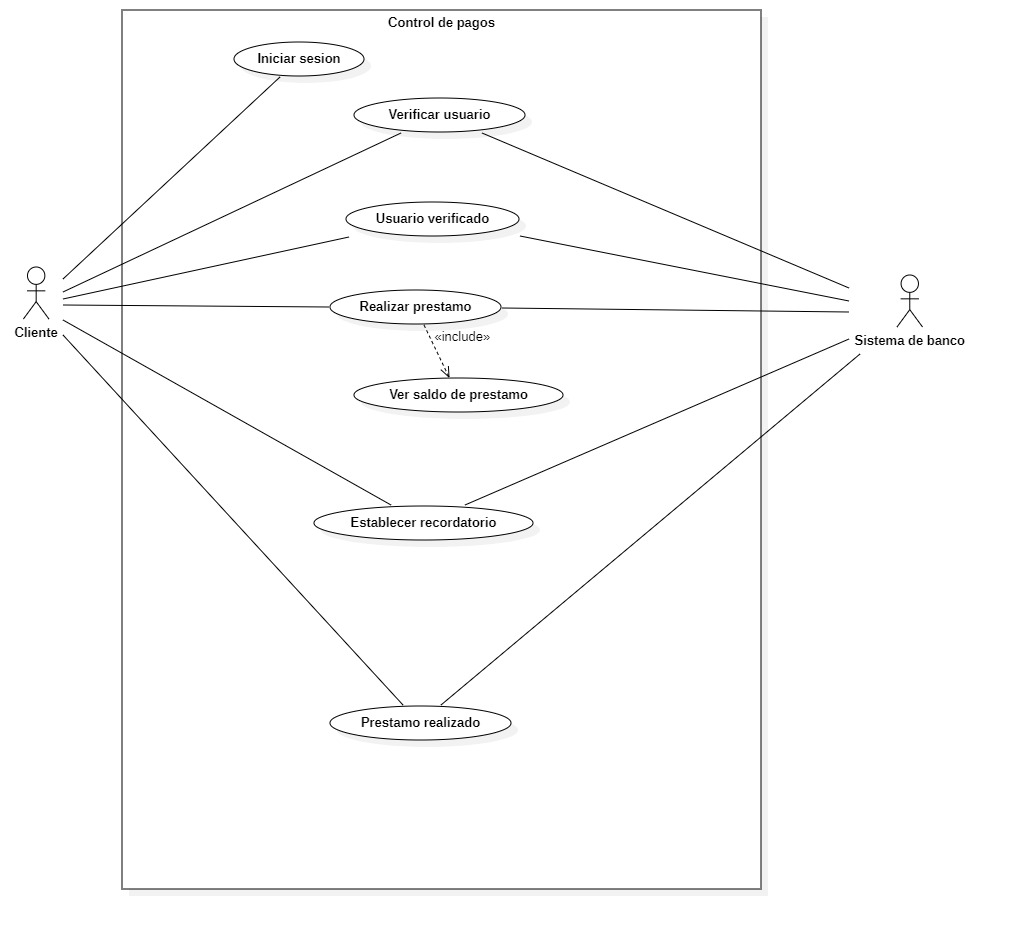 Control de pagos
Iniciar sesion
Verificar usuario
Usuario verificado
Realizar prestamo
«include»
Cliente
Sistema de banco
Ver saldo de prestamo
Establecer recordatorio
Prestamo realizado